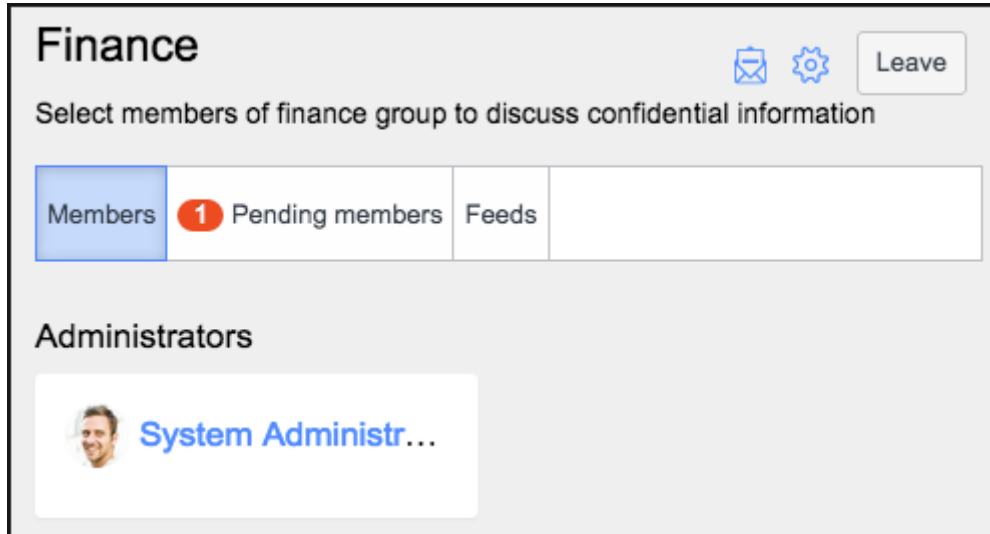 Finance
Leave
Select members of finance group to discuss confidential information
Members
1 Pending members
Feeds
Administrators
System Administr...